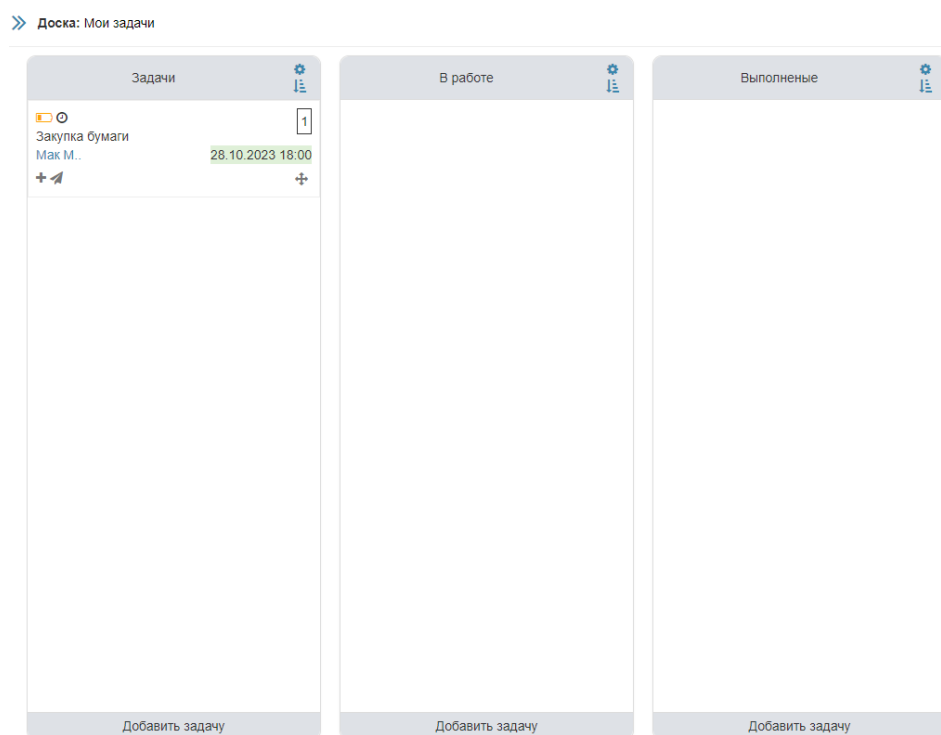 Доска: Мои задачи
Задачи
В работе
Выполненые
1
Закупка бумаги
Мак М..
28.10.2023 18:00
Добавить задачу
Добавить задачу
Добавить задачу